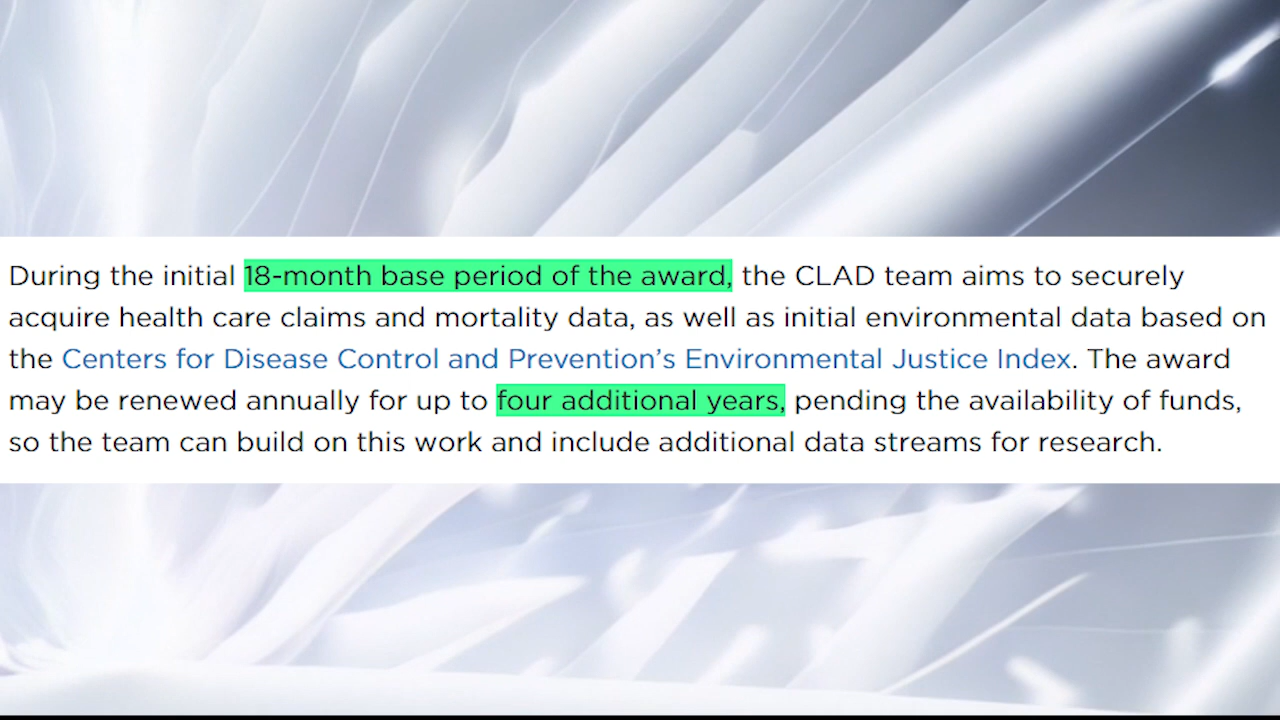 During the initial 18-month base period of the award, the CLAD team aims to securely
acquire health care claims and mortality data, as well as initial environmental data based on
the Centers for Disease Control and Prevention’s Environmental Justice Index. The award
may be renewed annually for up to four additional years, pending the availability of funds,
so the team can build on this work and include additional data streams for research.